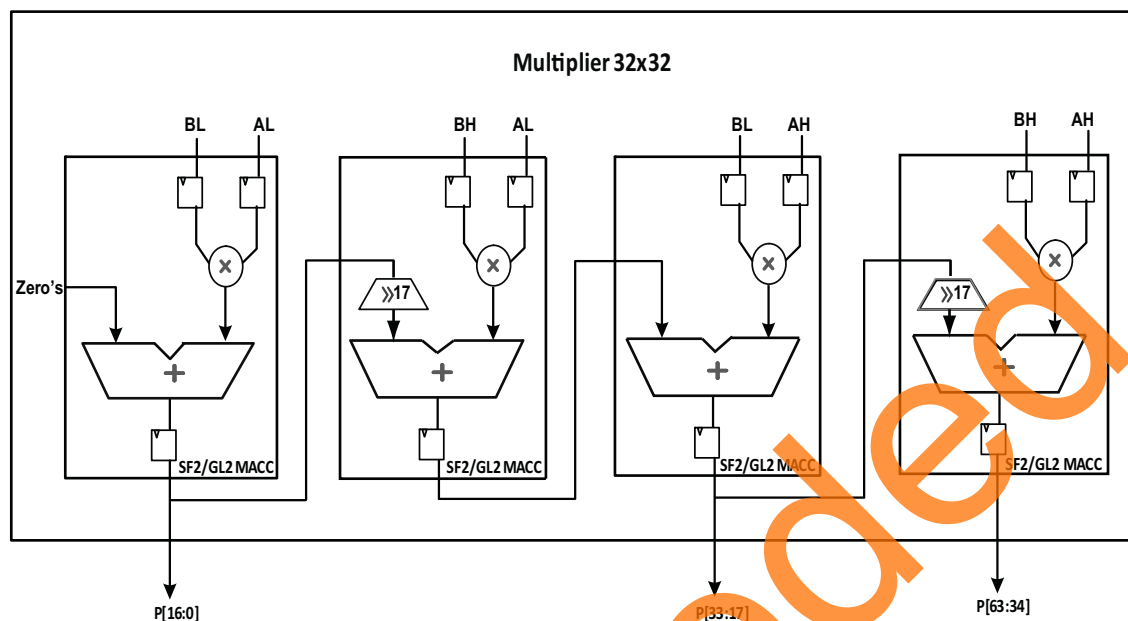 Multiplier 32x32
BL AL BH AL BL AH BH AH
Zero's
»17
»17
SF2/GL2 MACC SF2/GL2 MACC SF2/GL2 MACC SF2/GL2 MACC
P[16:0] P[33:17] P[63:34]